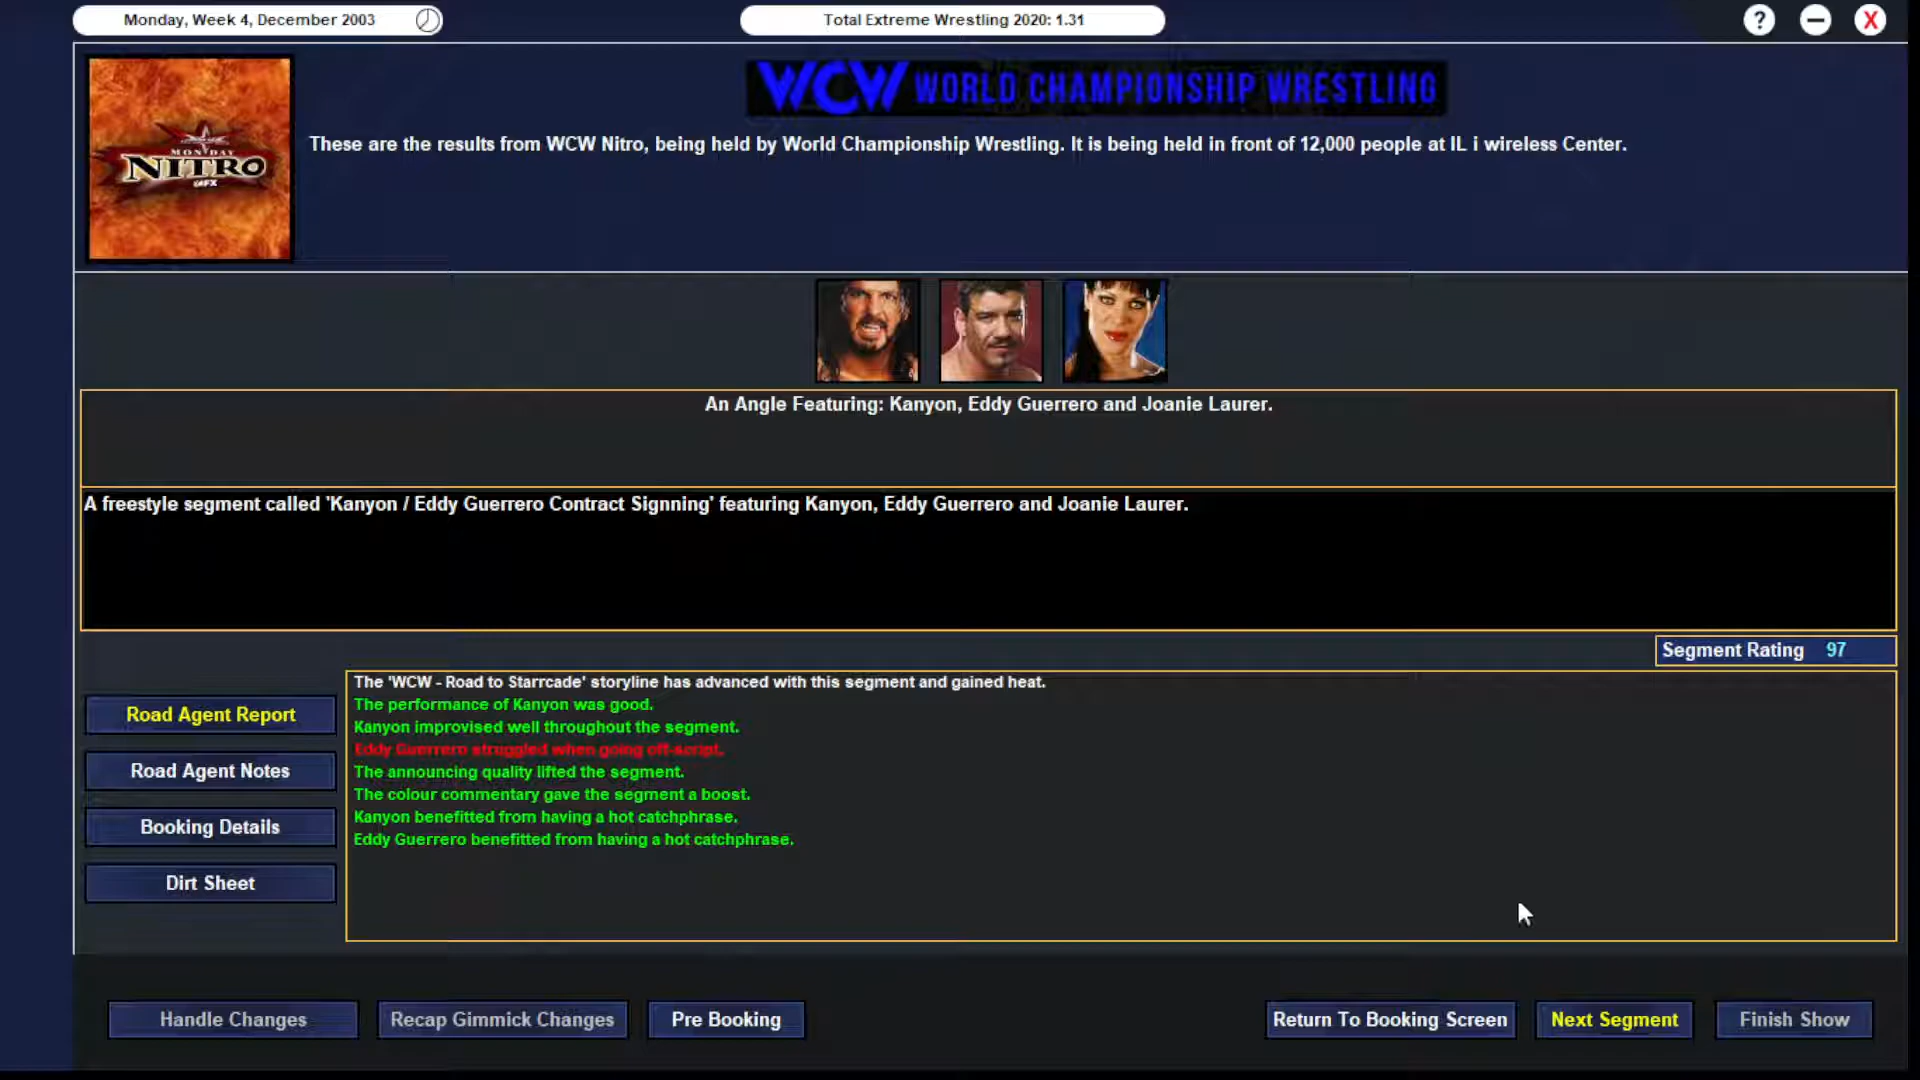 Monday, Week 4, December 2003
Total Extreme Wrestling 2020: 1.31
?
X
WCW WORLD CHAMPIONSHIP WRESTLING
MONDAY
NITRO
These are the results from WCW Nitro, being held by World Championship Wrestling. It is being held in front of 12,000 people at IL i wireless Center.
An Angle Featuring: Kanyon, Eddy Guerrero and Joanie Laurer.
A freestyle segment called 'Kanyon / Eddy Guerrero Contract Signning' featuring Kanyon, Eddy Guerrero and Joanie Laurer.
Segment Rating 97
Road Agent Report
Road Agent Notes
Booking Details
Dirt Sheet
The 'WCW - Road to Starrcade' storyline has advanced with this segment and gained heat.
The performance of Kanyon was good.
Kanyon improvised well throughout the segment.
Eddy Guerrero struggled when going off-script.
The announcing quality lifted the segment.
The colour commentary gave the segment a boost.
Kanyon benefitted from having a hot catchphrase.
Eddy Guerrero benefitted from having a hot catchphrase.
Handle Changes
Recap Gimmick Changes
Pre Booking
Return To Booking Screen
Next Segment
Finish Show